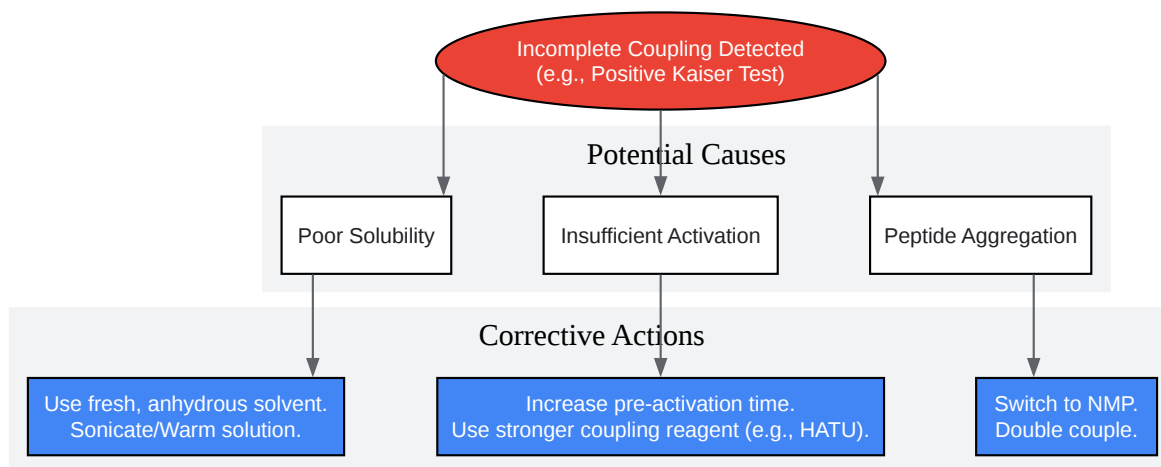 Incomplete Coupling Detected
(e.g., Positive Kaiser Test)
Potential Causes
Poor Solubility
Insufficient Activation
Peptide Aggregation
Corrective Actions
Use fresh, anhydrous solvent.
Sonicate/Warm solution.
Increase pre-activation time.
Use stronger coupling reagent (e.g., HATU).
Switch to NMP.
Double couple.